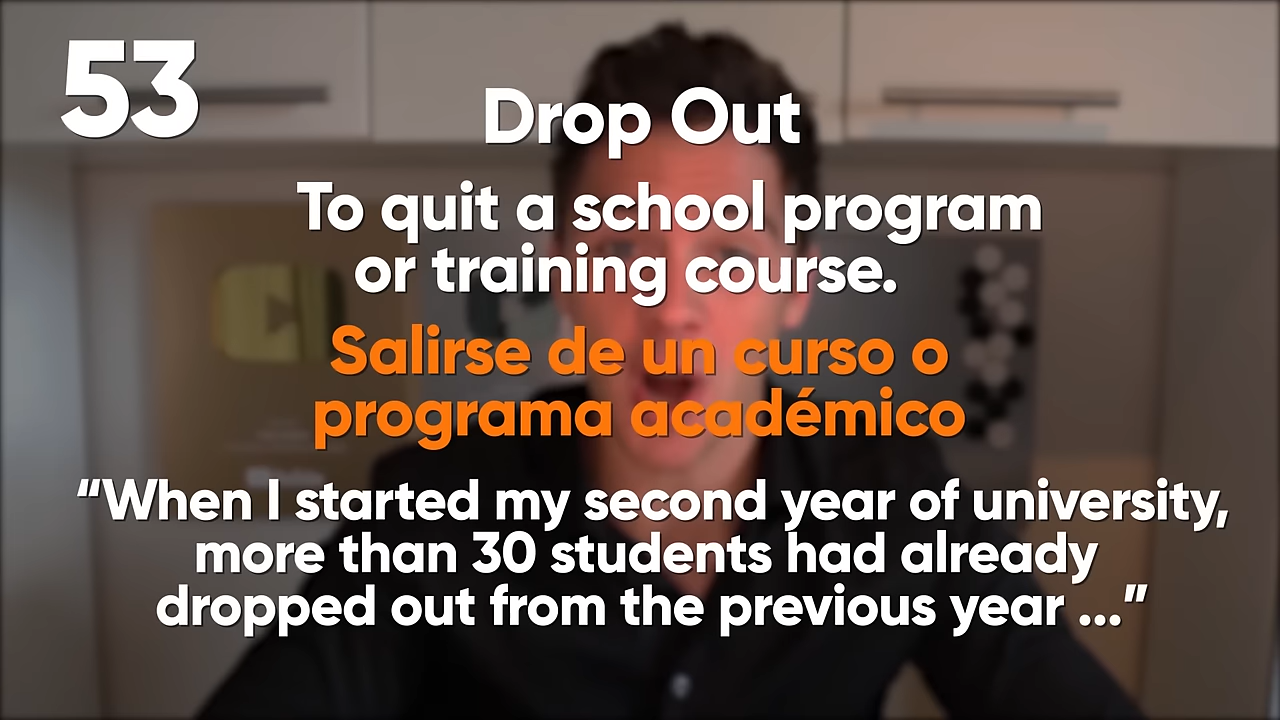 53
Drop Out
To quit a school program
or training course.
Salirse de un curso o
programa académico
“When I started my second year of university,
more than 30 students had already
dropped out from the previous year ...”